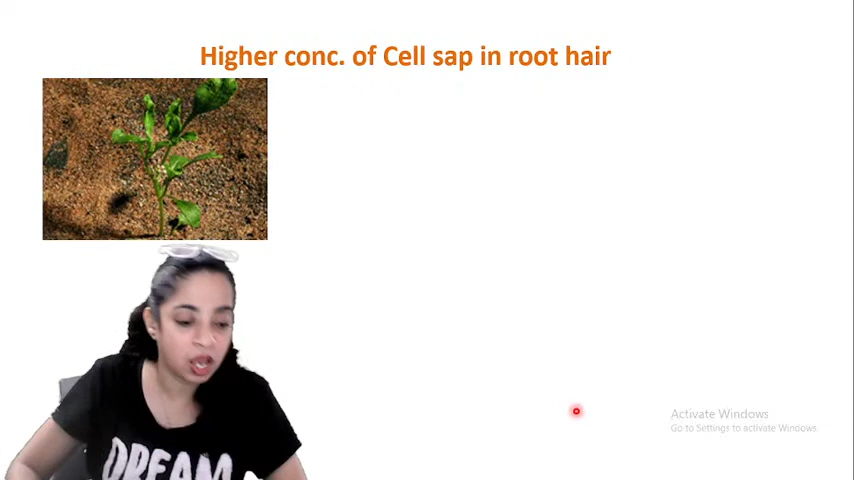 Higher conc. of Cell sap in root hair
Activate Windows
Go to Settings to activate Windows.
DREAM